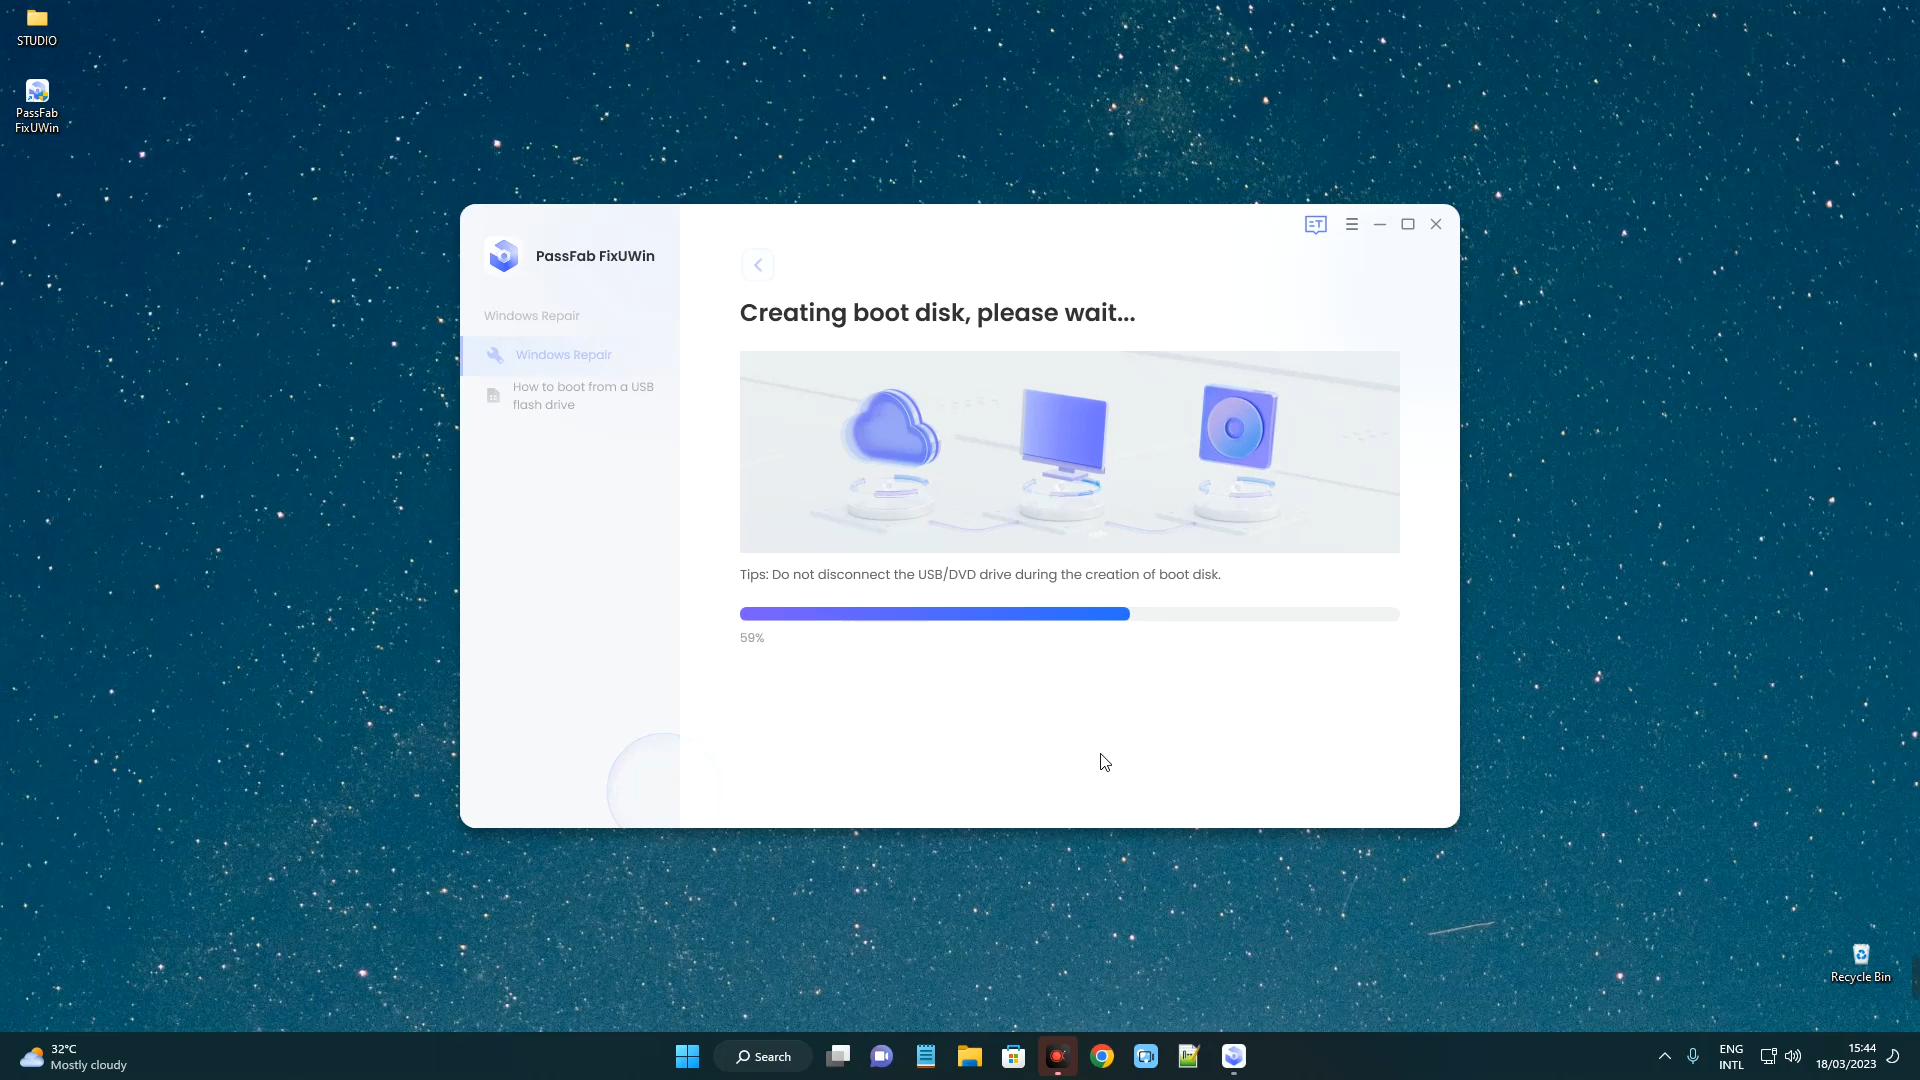 STUDIO
PassFab
FixUWin
PassFab FixUWin
Windows Repair
Windows Repair
How to boot from a USB
flash drive
Creating boot disk, please wait...
Tips: Do not disconnect the USB/DVD drive during the creation of boot disk.
59%
Recycle Bin
32°C
Mostly cloudy
Search
ENG
INTL
15:44
18/03/2023